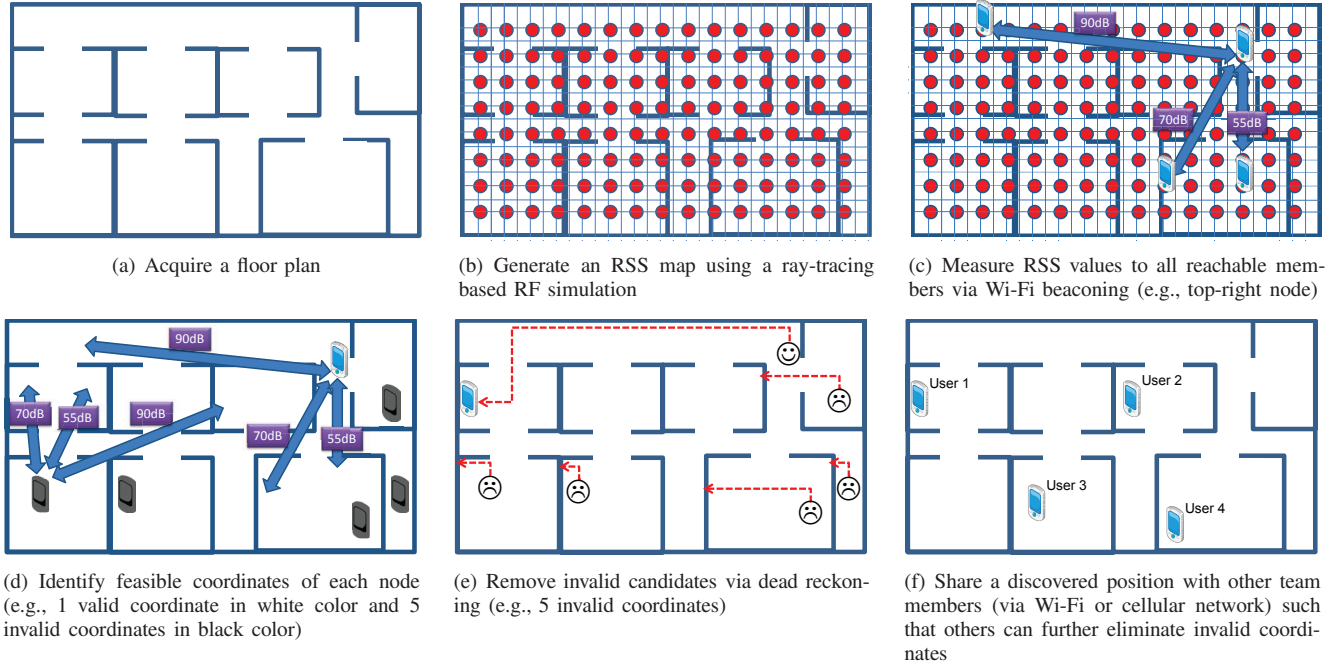 90dB
70dB
55dB
(a) Acquire a floor plan
(b) Generate an RSS map using a ray-tracing
based RF simulation
(c) Measure RSS values to all reachable mem-
bers via Wi-Fi beaconing (e.g., top-right node)
90dB
70dB
55dB
90dB
70dB
55dB
User 1
User 2
User 3
User 4
(d) Identify feasible coordinates of each node
(e.g., 1 valid coordinate in white color and 5
invalid coordinates in black color)
(e) Remove invalid candidates via dead reckon-
ing (e.g., 5 invalid coordinates)
(f) Share a discovered position with other team
members (via Wi-Fi or cellular network) such
that others can further eliminate invalid coordi-
nates